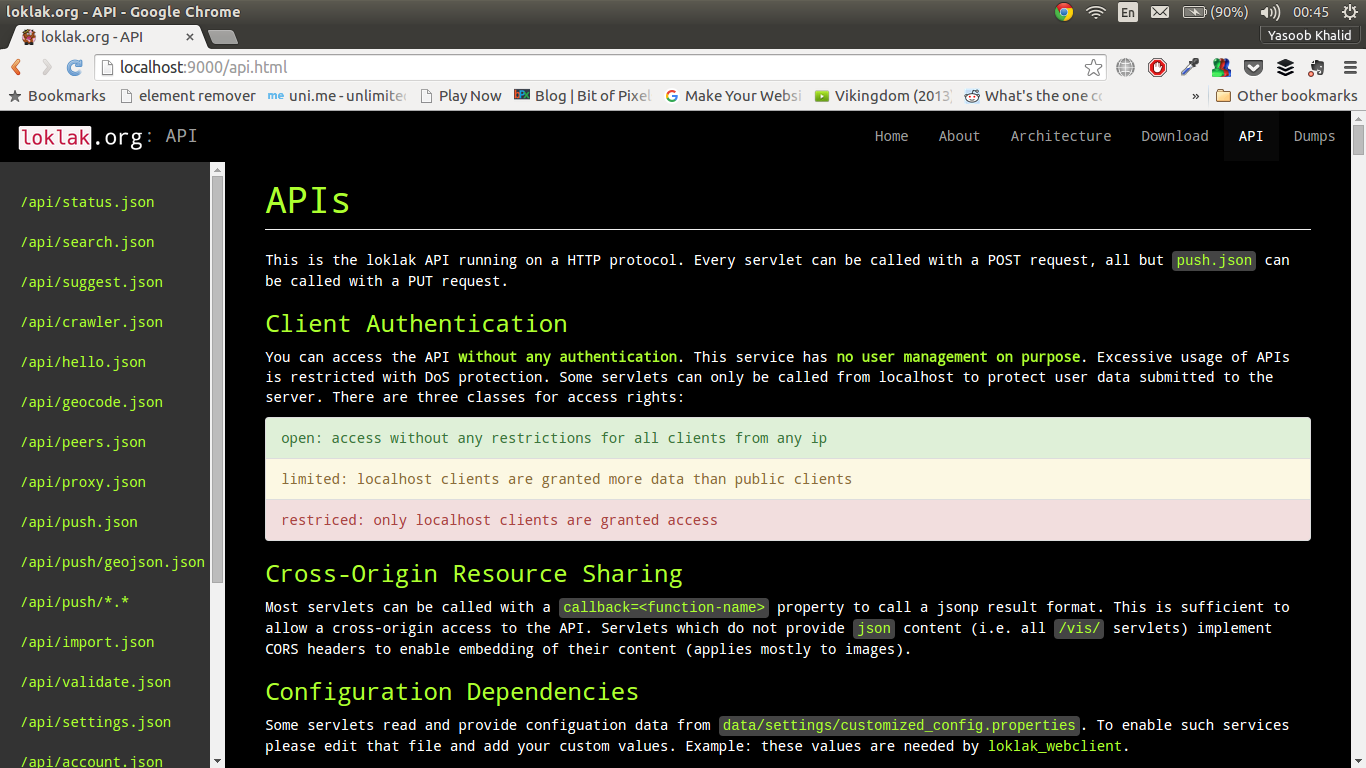 loklak.org - API - Google Chrome
En
(90%)
00:45
loklak.org - API
Yasoob Khalid
localhost:9000/api.html
Bookmarks
element remover
me uni.me - unlimite
Play Now
Blog | Bit of Pixel
Make Your Websi
Vikingdom (2013)
What's the one c
»
Other bookmarks
loklak.org: API
Home
About
Architecture
Download
API
Dumps
/api/status.json
/api/search.json
/api/suggest.json
/api/crawler.json
/api/hello.json
/api/geocode.json
/api/peers.json
/api/proxy.json
/api/push.json
/api/push/geojson.json
/api/push/*.*
/api/import.json
/api/validate.json
/api/settings.json
/api/account.json
APIs
This is the loklak API running on a HTTP protocol. Every servlet can be called with a POST request, all but push.json can
be called with a PUT request.
Client Authentication
You can access the API without any authentication. This service has no user management on purpose. Excessive usage of APIs
is restricted with DoS protection. Some servlets can only be called from localhost to protect user data submitted to the
server. There are three classes for access rights:
open: access without any restrictions for all clients from any ip
limited: localhost clients are granted more data than public clients
restriced: only localhost clients are granted access
Cross-Origin Resource Sharing
Most servlets can be called with a callback=<function-name> property to call a jsonp result format. This is sufficient to
allow a cross-origin access to the API. Servlets which do not provide json content (i.e. all /vis/ servlets) implement
CORS headers to enable embedding of their content (applies mostly to images).
Configuration Dependencies
Some servlets read and provide configuation data from data/settings/customized_config.properties. To enable such services
please edit that file and add your custom values. Example: these values are needed by loklak_webclient.